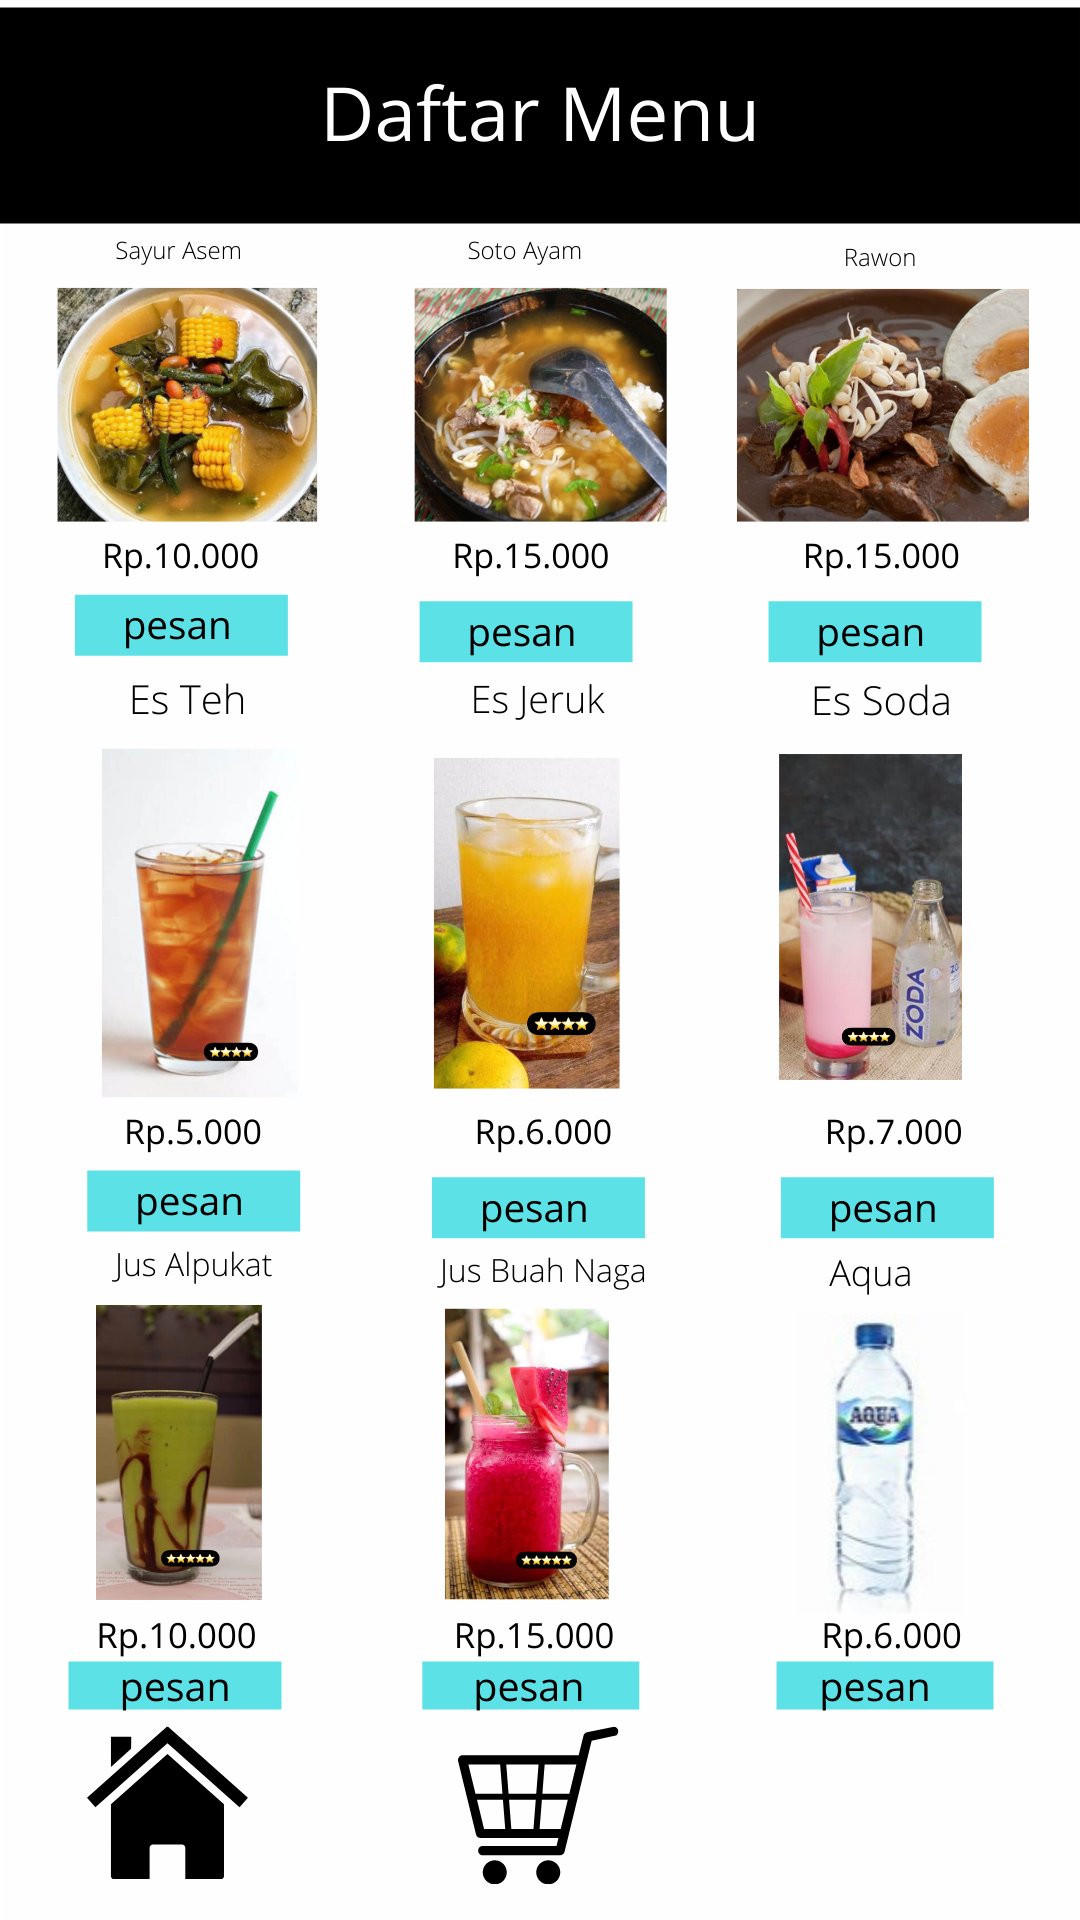 Daftar Menu
Sayur Asem
Soto Ayam
Rawon
Rp.10.000
Rp.15.000
Rp.15.000
pesan
pesan
pesan
Es Teh
Es Jeruk
Es Soda
ZODA
Rp.5.000
Rp.6.000
Rp.7.000
pesan
pesan
pesan
Jus Alpukat
Jus Buah Naga
Aqua
AQUA
Rp.10.000
Rp.15.000
Rp.6.000
pesan
pesan
pesan